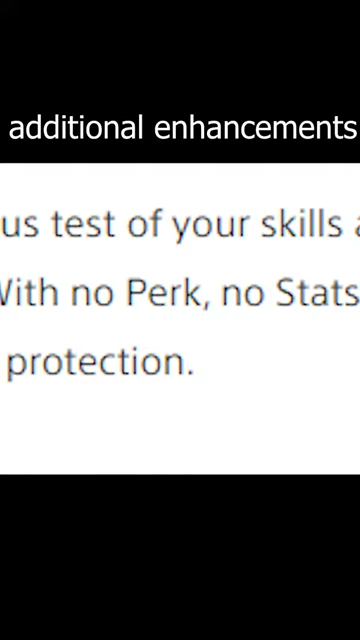 additional enhancements
us test of your skills a
With no Perk, no Stats
protection.